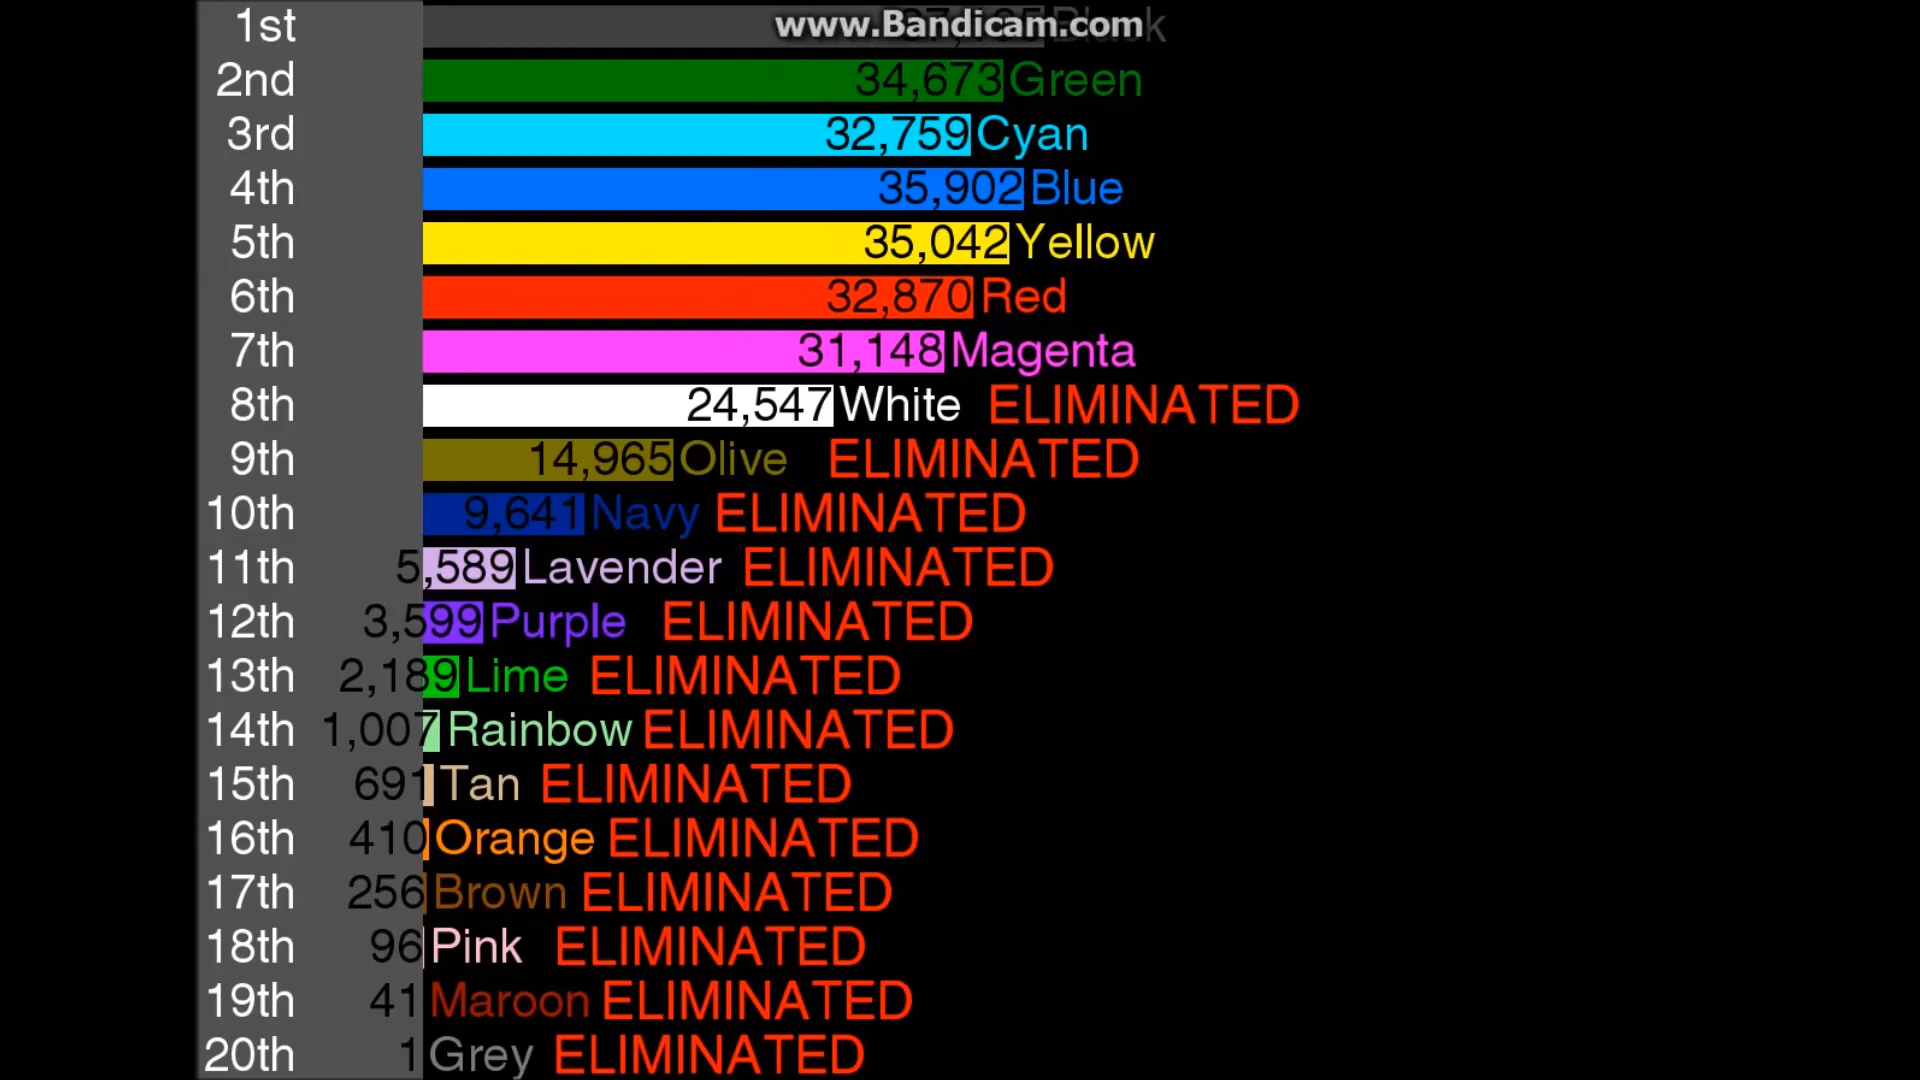 1st www.Bandicam.com Black
2nd 34,673 Green
3rd 32,759 Cyan
4th 35,902 Blue
5th 35,042 Yellow
6th 32,870 Red
7th 31,148 Magenta
8th 24,547 White ELIMINATED
9th 14,965 Olive ELIMINATED
10th 9,641 Navy ELIMINATED
11th 5,589 Lavender ELIMINATED
12th 3,599 Purple ELIMINATED
13th 2,189 Lime ELIMINATED
14th 1,007 Rainbow ELIMINATED
15th 691 Tan ELIMINATED
16th 410 Orange ELIMINATED
17th 256 Brown ELIMINATED
18th 96 Pink ELIMINATED
19th 41 Maroon ELIMINATED
20th 1 Grey ELIMINATED